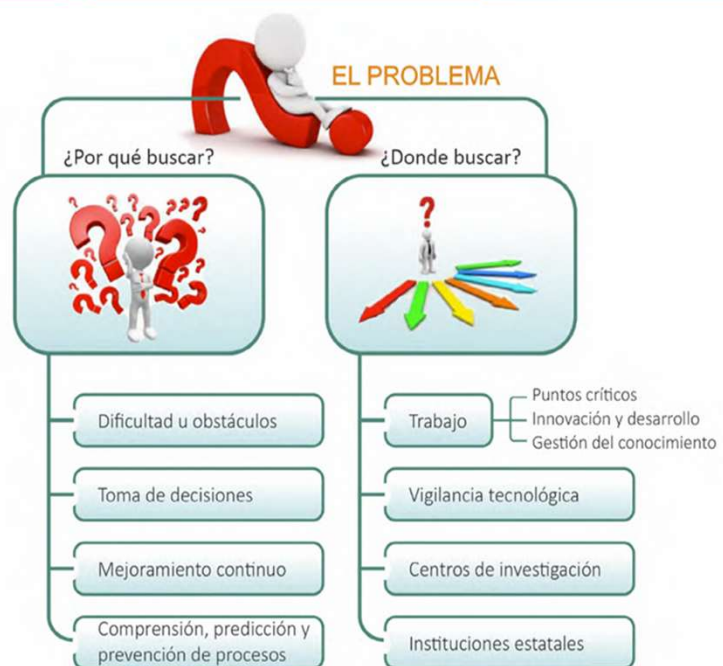 EL PROBLEMA
¿Por qué buscar?
¿Donde buscar?
Dificultad u obstáculos
Toma de decisiones
Mejoramiento continuo
Comprensión, predicción y
prevención de procesos
Trabajo
Puntos críticos
Innovación y desarrollo
Gestión del conocimiento
Vigilancia tecnológica
Centros de investigación
Instituciones estatales